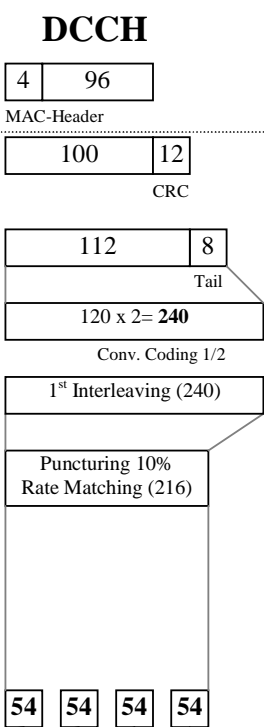 DCCH
4 96
MAC-Header
100 12
CRC
112 8
Tail
120 x 2= 240
Conv. Coding 1/2
1st Interleaving (240)
Puncturing 10%
Rate Matching (216)
54 54 54 54